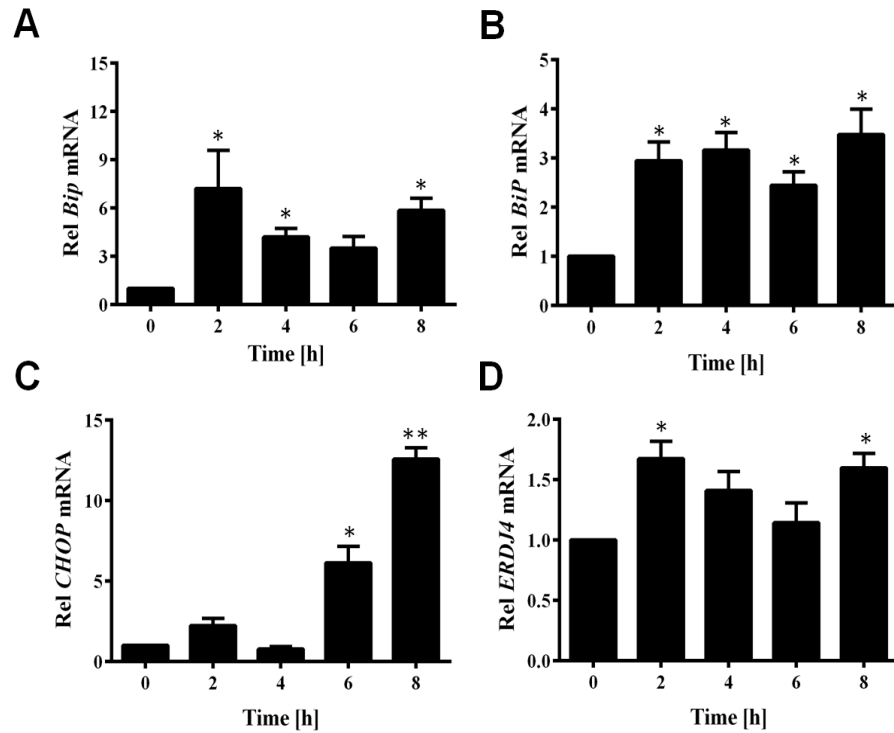 A
Rel Bip mRNA
15
12
9
6
3
0
*
*
*
0 2 4 6 8
Time [h]
B
Rel BiP mRNA
5
4
3
2
1
0
*
*
*
*
0 2 4 6 8
Time [h]
C
Rel CHOP mRNA
15
10
5
0
*
**
0 2 4 6 8
Time [h]
D
Rel ERDJ4 mRNA
2.0
1.5
1.0
0.5
0.0
*
*
0 2 4 6 8
Time [h]